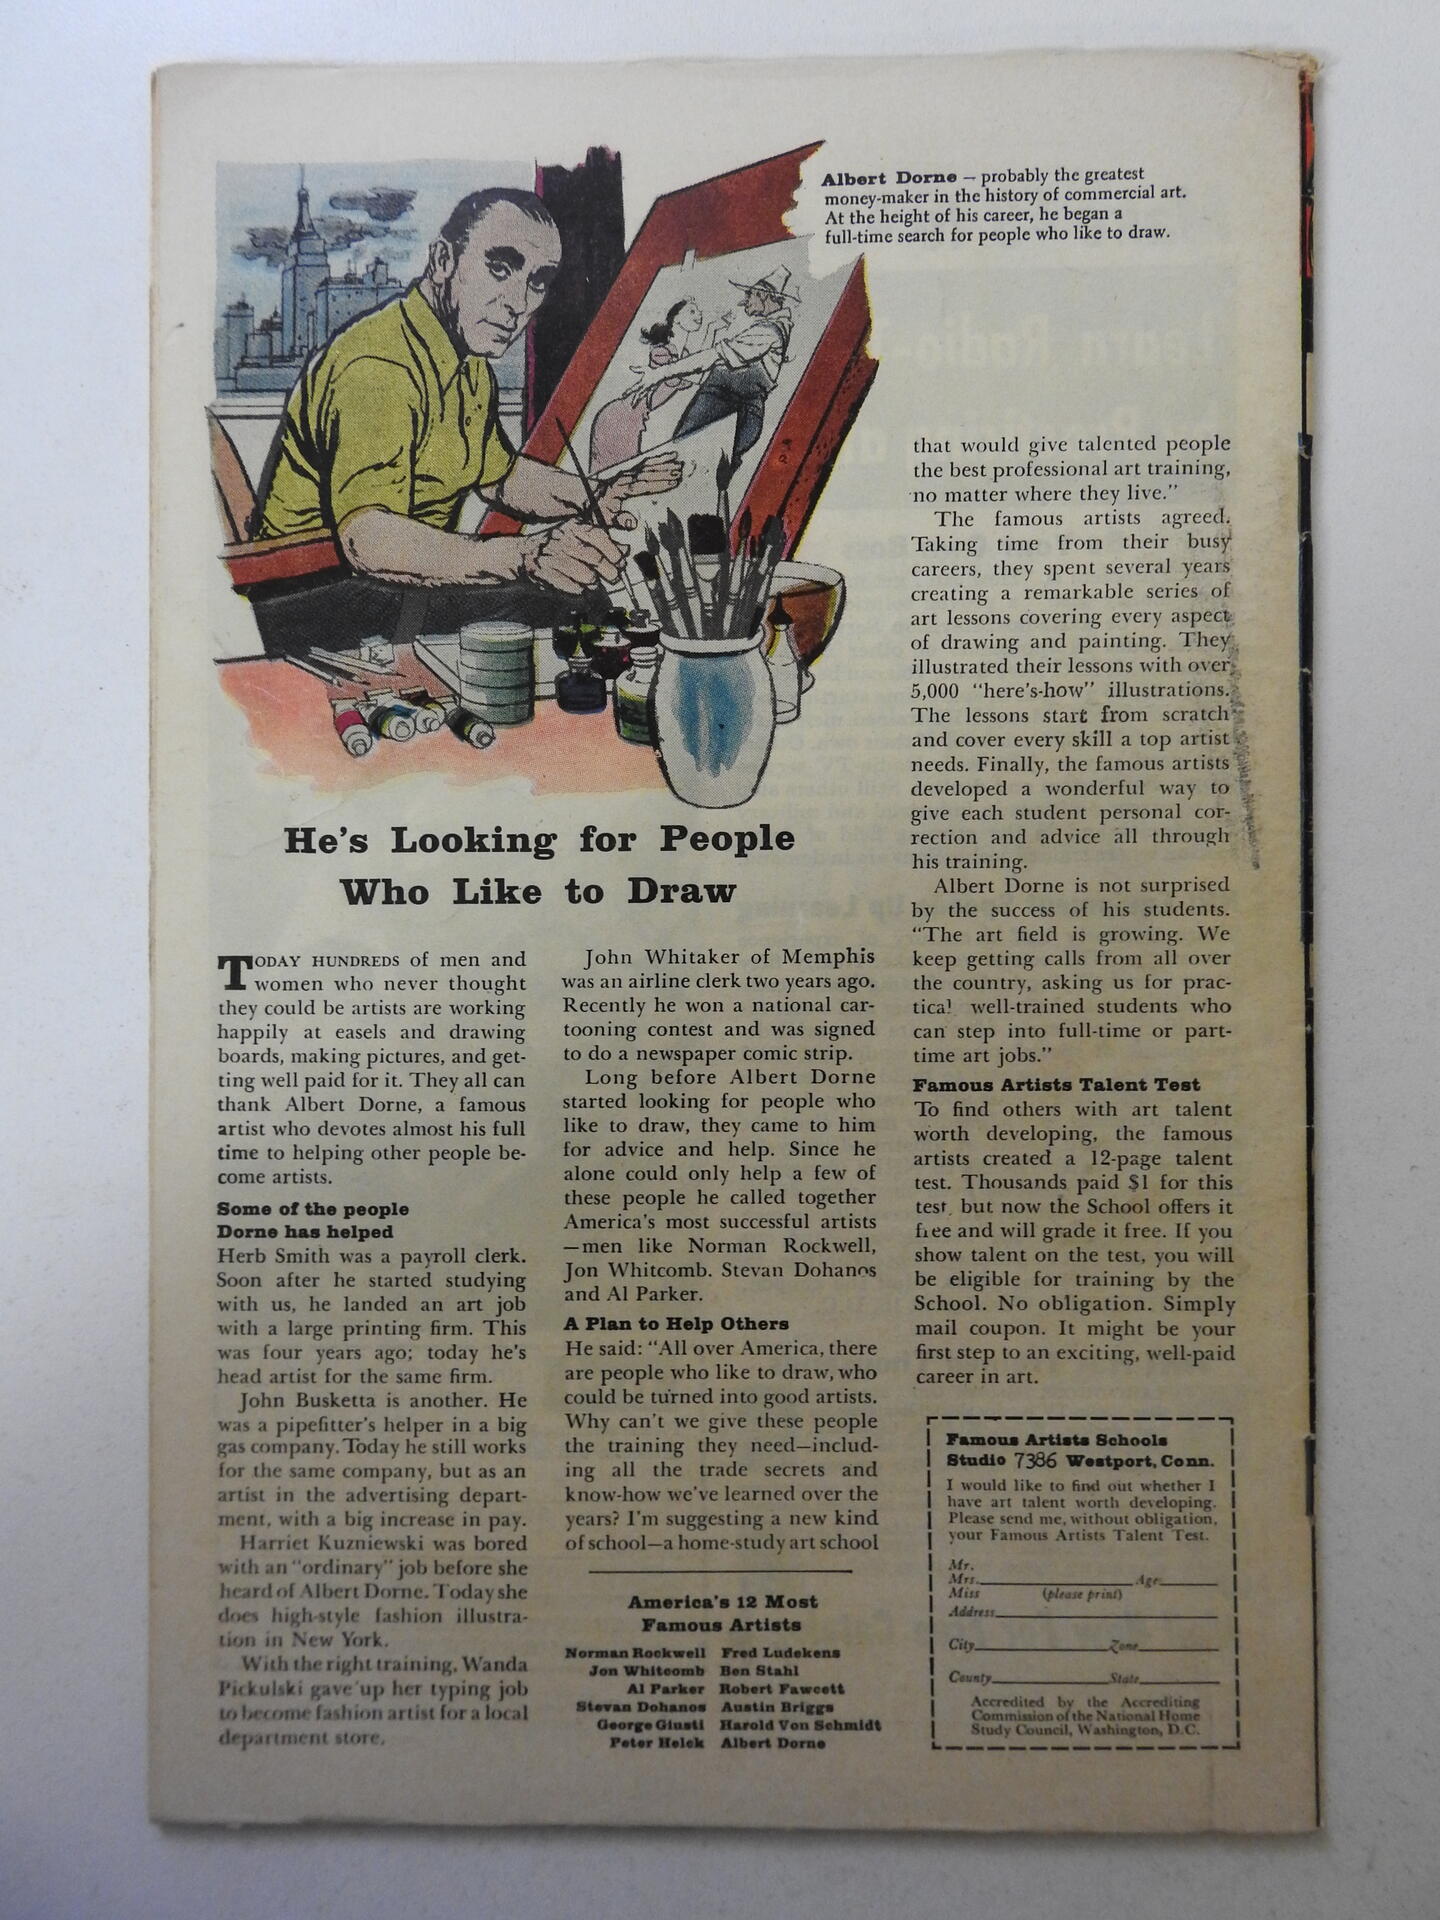 Albert Dorne — probably the greatest
money-maker in the history of commercial art.
At the height of his career, he began a
full-time search for people who like to draw.
He's Looking for People
Who Like to Draw
TODAY HUNDREDS of men and
women who never thought
they could be artists are working
happily at easels and drawing
boards, making pictures, and get-
ting well paid for it. They all can
thank Albert Dorne, a famous
artist who devotes almost his full
time to helping other people be-
come artists.
Some of the people
Dorne has helped
Herb Smith was a payroll clerk.
Soon after he started studying
with us, he landed an art job
with a large printing firm. This
was four years ago; today he's
head artist for the same firm.
John Busketta is another. He
was a pipefitter's helper in a big
gas company. Today he still works
for the same company, but as an
artist in the advertising depart-
ment, with a big increase in pay.
Harriet Kuzniewski was bored
with an "ordinary" job before she
heard of Albert Dorne. Today she
does high-style fashion illustra-
tion in New York.
With the right training, Wanda
Pickulski gave up her typing job
to become fashion artist for a local
department store.
John Whitaker of Memphis
was an airline clerk two years ago.
Recently he won a national car-
tooning contest and was signed
to do a newspaper comic strip.
Long before Albert Dorne
started looking for people who
like to draw, they came to him
for advice and help. Since he
alone could only help a few of
these people he called together
America's most successful artists
—men like Norman Rockwell,
Jon Whitcomb. Stevan Dohanos
and Al Parker.
A Plan to Help Others
He said: "All over America, there
are people who like to draw, who
could be turned into good artists.
Why can't we give these people
the training they need—includ-
ing all the trade secrets and
know-how we've learned over the
years? I'm suggesting a new kind
of school—a home-study art school
America's 12 Most
Famous Artists
Norman Rockwell Fred Ludekens
Jon Whitcomb Ben Stahl
Al Parker Robert Fawcett
Stevan Dohanos Austin Briggs
George Giusti Harold Von Schmidt
Peter Helck Albert Dorne
that would give talented people
the best professional art training,
no matter where they live."
The famous artists agreed.
Taking time from their busy
careers, they spent several years
creating a remarkable series of
art lessons covering every aspect
of drawing and painting. They
illustrated their lessons with over
5,000 "here's-how" illustrations.
The lessons start from scratch
and cover every skill a top artist
needs. Finally, the famous artists
developed a wonderful way to
give each student personal cor-
rection and advice all through
his training.
Albert Dorne is not surprised
by the success of his students.
"The art field is growing. We
keep getting calls from all over
the country, asking us for prac-
tical well-trained students who
can step into full-time or part-
time art jobs."
Famous Artists Talent Test
To find others with art talent
worth developing, the famous
artists created a 12-page talent
test. Thousands paid $1 for this
test, but now the School offers it
free and will grade it free. If you
show talent on the test, you will
be eligible for training by the
School. No obligation. Simply
mail coupon. It might be your
first step to an exciting, well-paid
career in art.
Famous Artists Schools
Studio 7386 Westport, Conn.
I would like to find out whether I
have art talent worth developing.
Please send me, without obligation,
your Famous Artists Talent Test.
Mr.
Mrs. Age
Miss (please print)
Address
City Zone
County State
Accredited by the Accrediting
Commission of the National Home
Study Council, Washington, D.C.